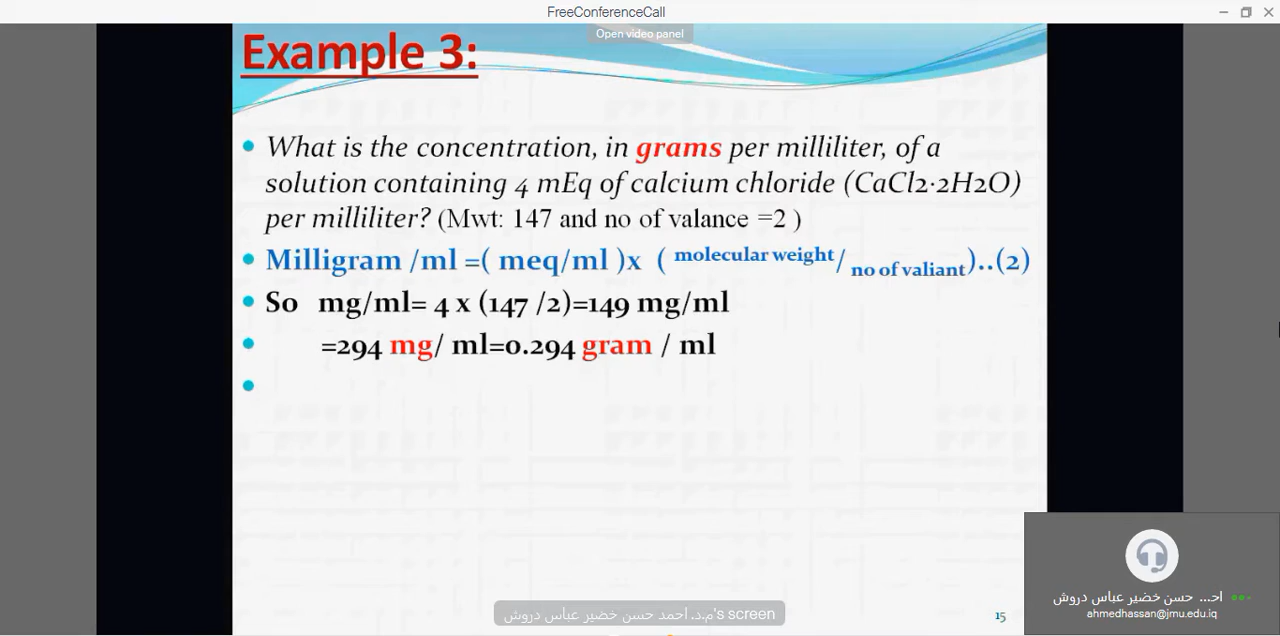 FreeConferenceCall
Open video panel
Example 3:
What is the concentration, in grams per milliliter, of a
solution containing 4 mEq of calcium chloride (CaCl2·2H2O)
per milliliter? (Mwt: 147 and no of valance =2 )
Milligram /ml =( meq/ml )x ( molecular weight/ no of valiant)..(2)
So mg/ml= 4 x (147 /2)=149 mg/ml
=294 mg/ ml=0.294 gram / ml
احـ... حسن خضير عباس دروش
ahmedhassan@jmu.edu.iq
م.د. احمد حسن خضير عباس دروش's screen
15